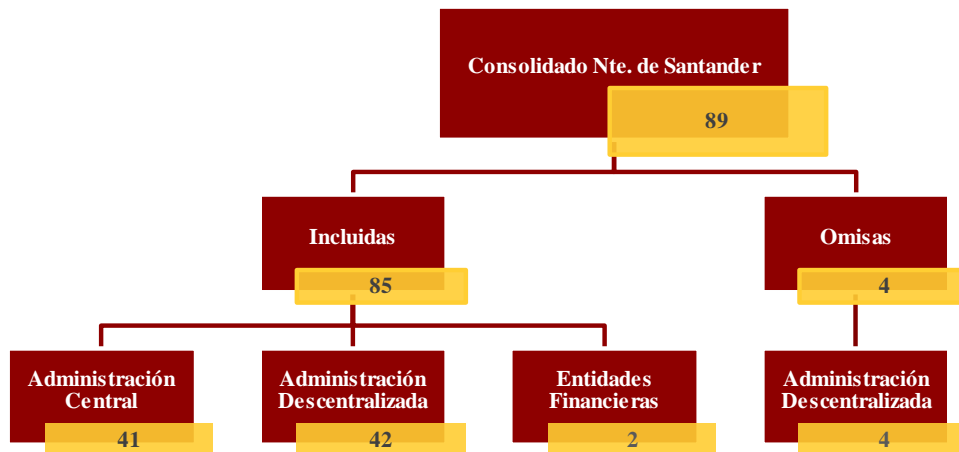 Consolidado Nte. de Santander
89
Incluidas
85
Omisas
4
Administración
Central
41
Administración
Descentralizada
42
Entidades
Financieras
2
Administración
Descentralizada
4